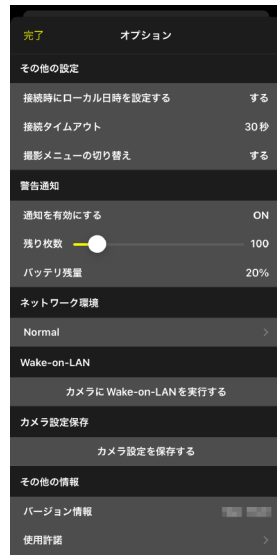 完了 オプション
その他の設定
接続時にローカル日時を設定する する
接続タイムアウト 30秒
撮影メニューの切り替え する
警告通知
通知を有効にする ON
残り枚数 100
バッテリ残量 20%
ネットワーク環境
Normal
Wake-on-LAN
カメラにWake-on-LANを実行する
カメラ設定保存
カメラ設定を保存する
その他の情報
バージョン情報
使用許諾